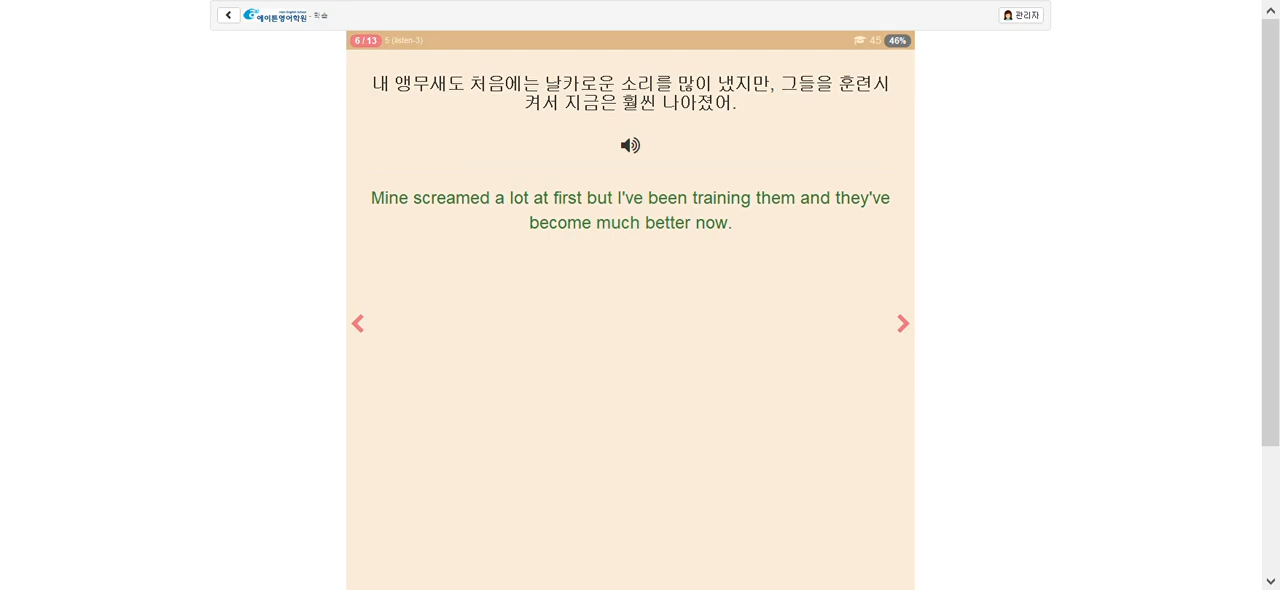 에이튼영어학원 - 학습
관리자
6 / 13 5 (listen-3) 45 46%
내 앵무새도 처음에는 날카로운 소리를 많이 냈지만, 그들을 훈련시
켜서 지금은 훨씬 나아졌어.
Mine screamed a lot at first but I've been training them and they've
become much better now.